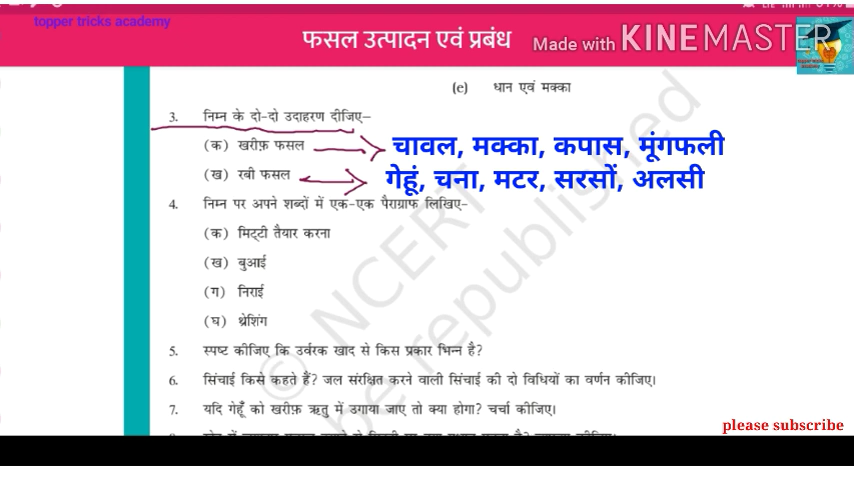 topper tricks academy
फसल उत्पादन एवं प्रबंध
Made with KINEMASTER
(c) धान एवं मक्का
3. निम्न के दो-दो उदाहरण दीजिए–
(क) खरीफ़ फसल चावल, मक्का, कपास, मूंगफली
(ख) रबी फसल गेहूं, चना, मटर, सरसों, अलसी
4. निम्न पर अपने शब्दों में एक-एक पैराग्राफ लिखिए-
(क) मिट्टी तैयार करना
(ख) बुआई
(ग) निराई
(घ) थ्रेशिंग
5. स्पष्ट कीजिए कि उर्वरक खाद से किस प्रकार भिन्न है?
6. सिंचाई किसे कहते हैं? जल संरक्षित करने वाली सिंचाई की दो विधियों का वर्णन कीजिए।
7. यदि गेहूँ को खरीफ़ ऋतु में उगाया जाए तो क्या होगा? चर्चा कीजिए।
© NCERT
be republished
please subscribe